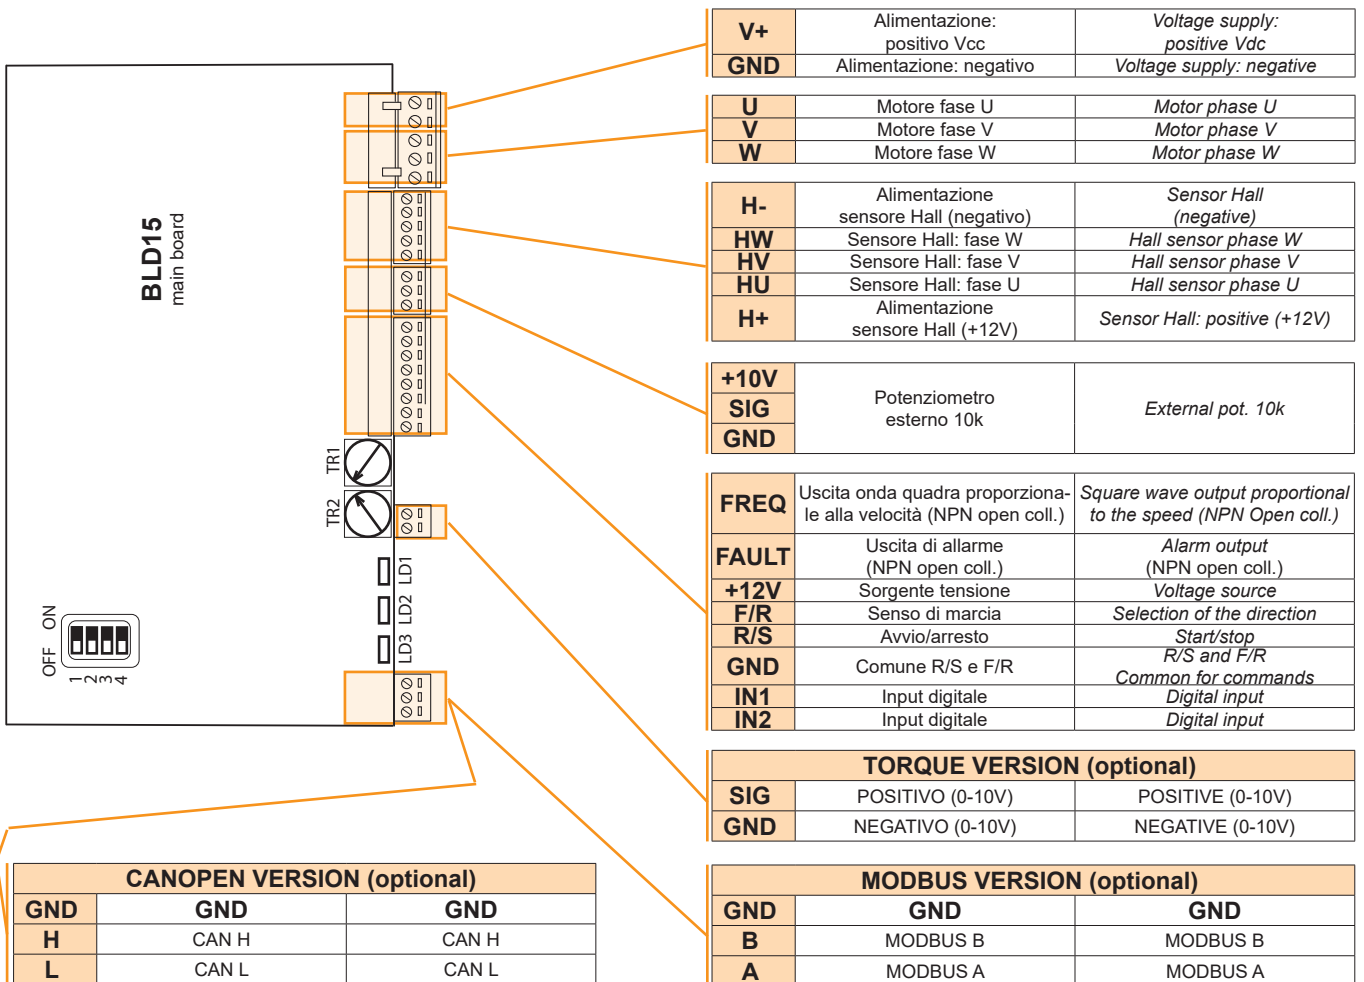 V+ Alimentazione: Voltage supply:
positivo Vcc positive Vdc
GND Alimentazione: negativo Voltage supply: negative
U Motore fase U Motor phase U
V Motore fase V Motor phase V
W Motore fase W Motor phase W
H- Alimentazione Sensor Hall
sensore Hall (negativo) (negative)
HW Sensore Hall: fase W Hall sensor phase W
HV Sensore Hall: fase V Hall sensor phase V
HU Sensore Hall: fase U Hall sensor phase U
H+ Alimentazione Sensor Hall: positive (+12V)
sensore Hall (+12V)
+10V
SIG Potenziometro External pot. 10k
esterno 10k
GND
FREQ Uscita onda quadra proporziona- Square wave output proportional
le alla velocità (NPN open coll.) to the speed (NPN Open coll.)
FAULT Uscita di allarme Alarm output
(NPN open coll.) (NPN open coll.)
+12V Sorgente tensione Voltage source
F/R Senso di marcia Selection of the direction
R/S Avvio/arresto Start/stop
GND Comune R/S e F/R R/S and F/R
Common for commands
IN1 Input digitale Digital input
IN2 Input digitale Digital input
TORQUE VERSION (optional)
SIG POSITIVO (0-10V) POSITIVE (0-10V)
GND NEGATIVO (0-10V) NEGATIVE (0-10V)
MODBUS VERSION (optional)
GND GND GND
B MODBUS B MODBUS B
A MODBUS A MODBUS A
CANOPEN VERSION (optional)
GND GND GND
H CAN H CAN H
L CAN L CAN L
BLD15
main board
TR1
TR2
LD1
LD2
LD3
OFF ON
1
2
3
4